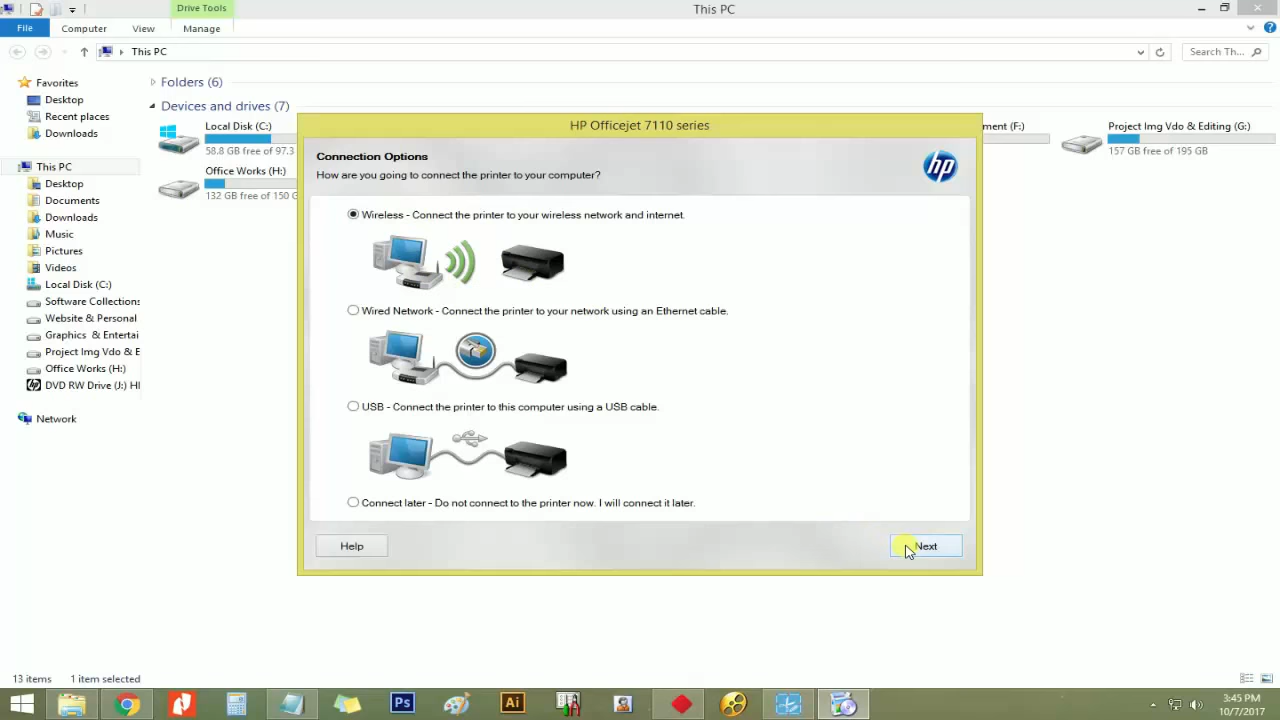 Drive Tools
This PC
File
Computer
View
Manage
This PC
Search Th...
Favorites
Desktop
Recent places
Downloads
This PC
Desktop
Documents
Downloads
Music
Pictures
Videos
Local Disk (C:)
Software Collections
Website & Personal
Graphics & Entertai
Project Img Vdo & E
Office Works (H:)
DVD RW Drive (J:) HI
Network
Folders (6)
Devices and drives (7)
Local Disk (C:)
58.8 GB free of 97.3
Office Works (H:)
132 GB free of 150 G
ment (F:)
Project Img Vdo & Editing (G:)
157 GB free of 195 GB
HP Officejet 7110 series
Connection Options
How are you going to connect the printer to your computer?
hp
Wireless - Connect the printer to your wireless network and internet.
Wired Network - Connect the printer to your network using an Ethernet cable.
USB - Connect the printer to this computer using a USB cable.
Connect later - Do not connect to the printer now. I will connect it later.
Help
Next
13 items
1 item selected
Ps
Ai
3:45 PM
10/7/2017